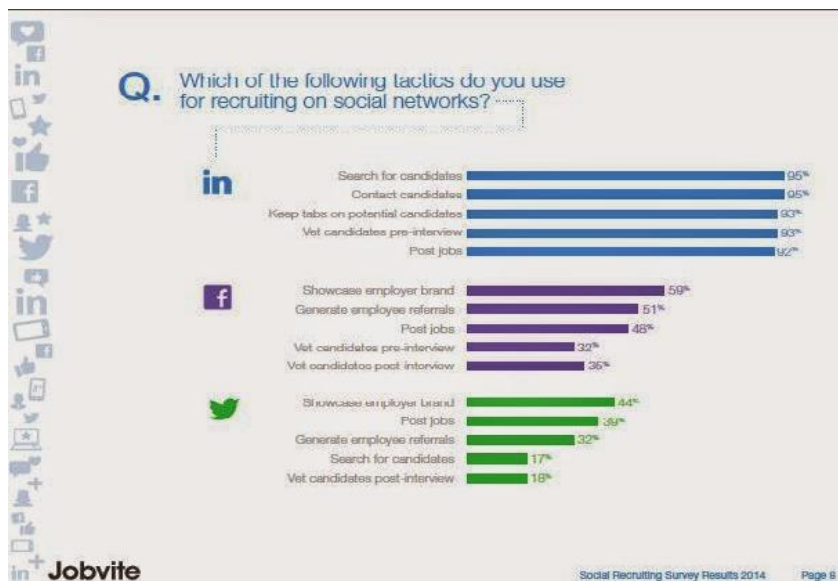 Q. Which of the following tactics do you use
for recruiting on social networks?
in
Search for candidates 95%
Contact candidates 95%
Keep tabs on potential candidates 93%
Vet candidates pre-interview 93%
Post jobs 92%
f
Showcase employer brand 59%
Generate employee referrals 51%
Post jobs 48%
Vet candidates pre-interview 32%
Vet candidates post-interview 35%
Showcase employer brand 44%
Post jobs 39%
Generate employee referrals 32%
Search for candidates 17%
Vet candidates post-interview 18%
Jobvite
Social Recruiting Survey Results 2014 Page 8